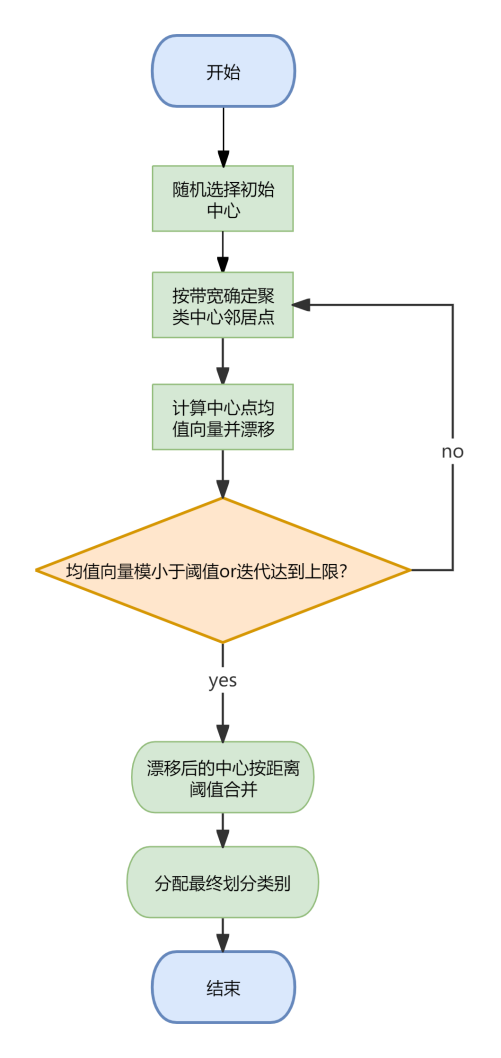 开始
随机选择初始
中心
按带宽确定聚
类中心邻居点
计算中心点均
值向量并漂移
no
均值向量模小于阈值or迭代达到上限？
yes
漂移后的中心按距离
阈值合并
分配最终划分类别
结束